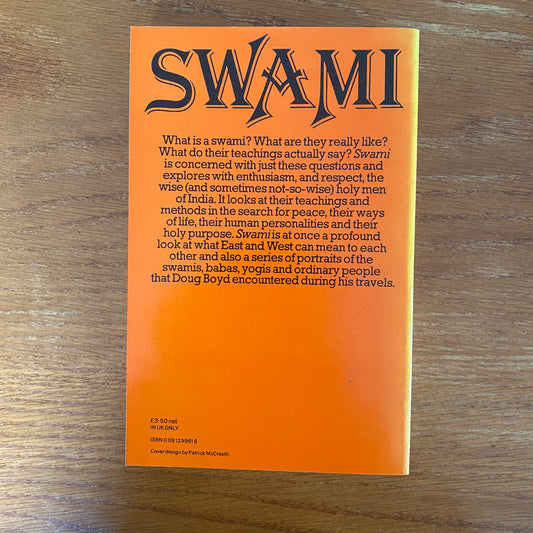 SWAMI
What is a swami? What are they really like?
What do their teachings actually say? Swami
is concerned with just these questions and
explores with enthusiasm, and respect, the
wise (and sometimes not-so-wise) holy men
of India. It looks at their teachings and
methods in the search for peace, their ways
of life, their human personalities and their
holy purpose. Swami is at once a profound
look at what East and West can mean to each
other and also a series of portraits of the
swamis, babas, yogis and ordinary people
that Doug Boyd encountered during his travels.
£3·50 net
IN UK ONLY
ISBN 0 09 129961 6
Cover design by Patrick McCreeth